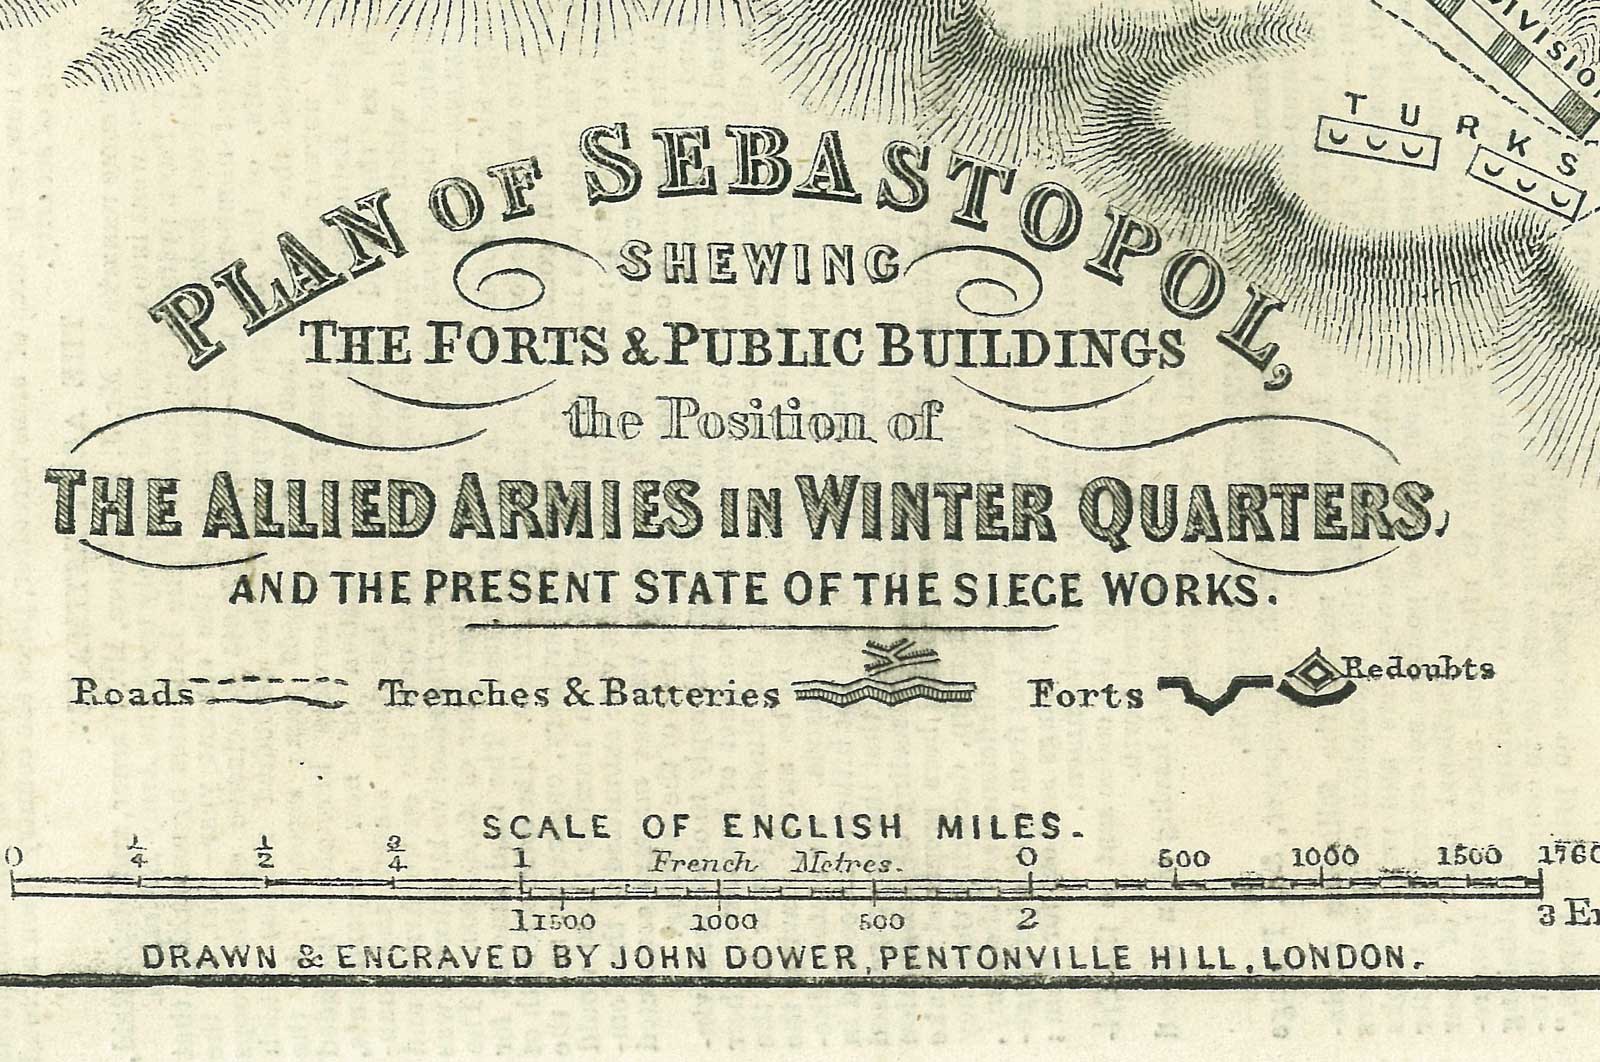 DIVISION
TURKS
PLAN OF SEBASTOPOL,
SHEWING
THE FORTS & PUBLIC BUILDINGS
the Position of
THE ALLIED ARMIES IN WINTER QUARTERS,
AND THE PRESENT STATE OF THE SIEGE WORKS.
Roads Trenches & Batteries Forts Redoubts
SCALE OF ENGLISH MILES.
0 1/4 1/2 3/4 1 French Metres. 0 500 1000 1500 1760
1 1500 1000 500 2 3
DRAWN & ENGRAVED BY JOHN DOWER, PENTONVILLE HILL, LONDON.